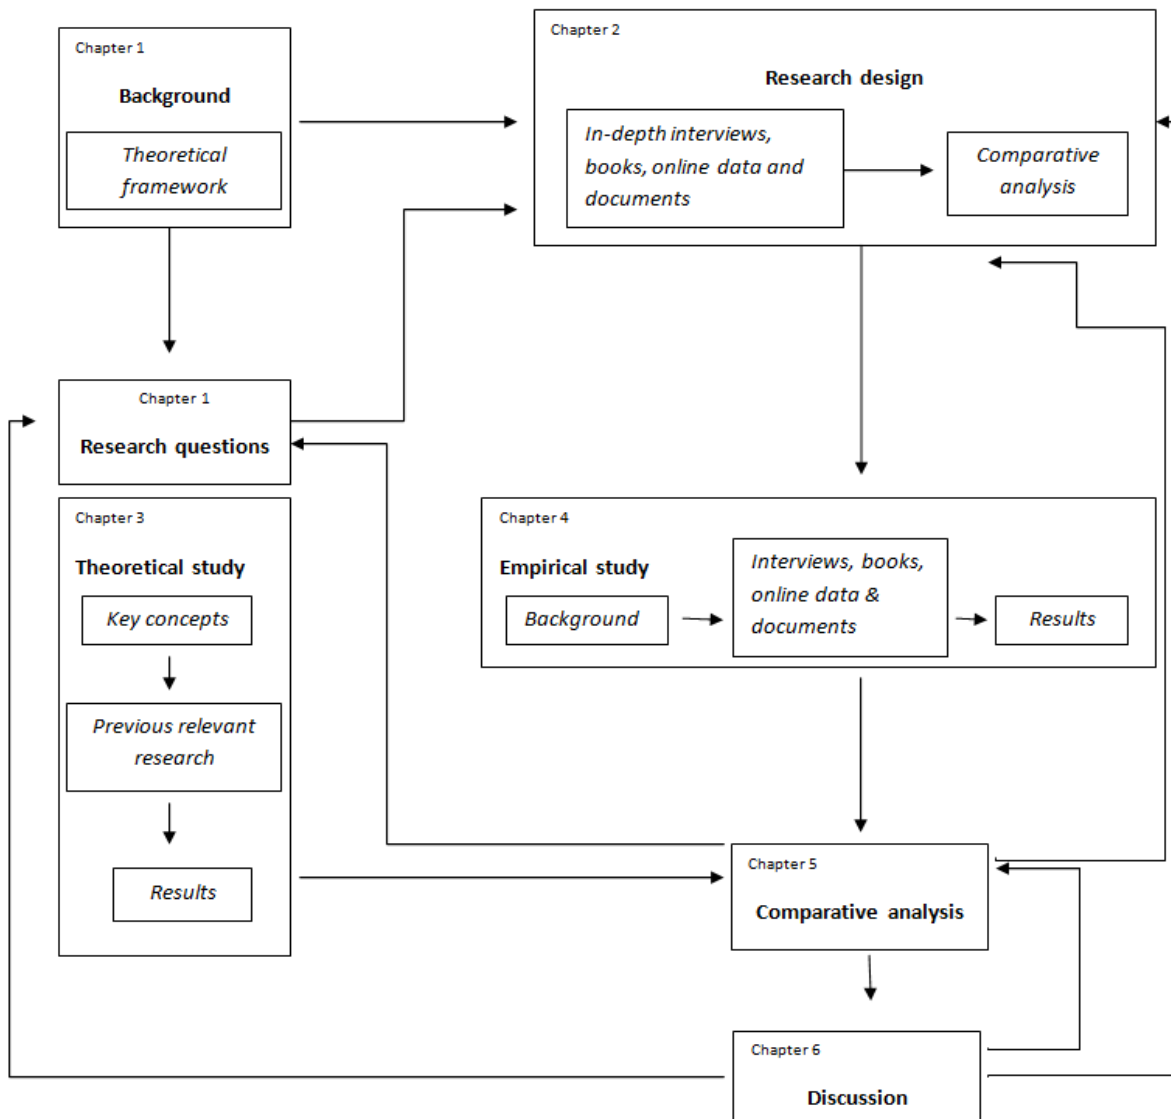 Chapter 1
Background
Theoretical
framework
Chapter 2
Research design
In-depth interviews,
books, online data and
documents
Comparative
analysis
Chapter 1
Research questions
Chapter 3
Theoretical study
Key concepts
Previous relevant
research
Results
Chapter 4
Empirical study
Background
Interviews, books,
online data &
documents
Results
Chapter 5
Comparative analysis
Chapter 6
Discussion